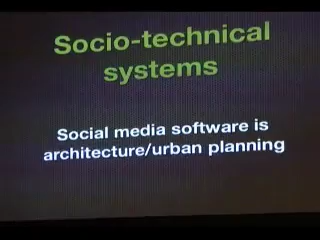 Socio-technical
systems
Social media software is
architecture/urban planning